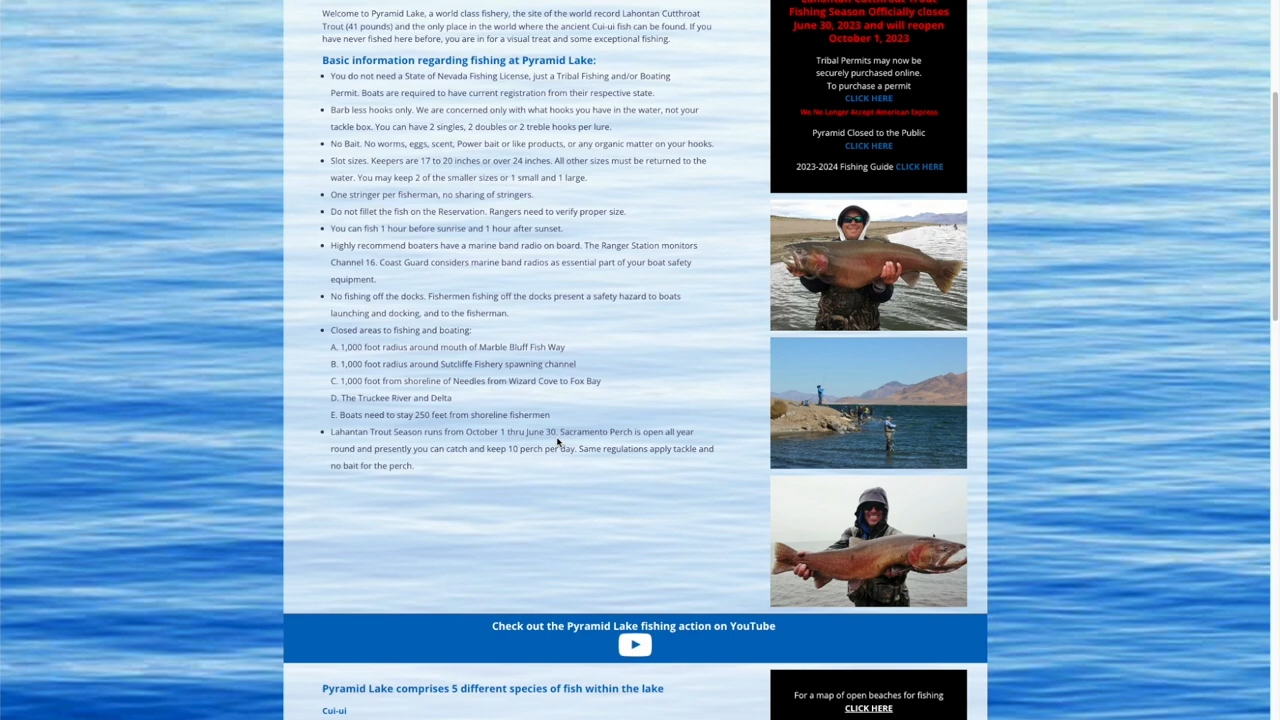 Welcome to Pyramid Lake, a world class fishery, the site of the world record Lahontan Cutthroat
Trout (41 pounds) and the only place in the world where the ancient Cui-ui fish can be found. If you
have never fished here before, you are in for a visual treat and some exceptional fishing.
Basic information regarding fishing at Pyramid Lake:
You do not need a State of Nevada Fishing License, just a Tribal Fishing and/or Boating
Permit. Boats are required to have current registration from their respective state.
Barb less hooks only. We are concerned only with what hooks you have in the water, not your
tackle box. You can have 2 singles, 2 doubles or 2 treble hooks per lure.
No Bait. No worms, eggs, scent, Power bait or like products, or any organic matter on your hooks.
Slot sizes. Keepers are 17 to 20 inches or over 24 inches. All other sizes must be returned to the
water. You may keep 2 of the smaller sizes or 1 small and 1 large.
One stringer per fisherman, no sharing of stringers.
Do not fillet the fish on the Reservation. Rangers need to verify proper size.
You can fish 1 hour before sunrise and 1 hour after sunset.
Highly recommend boaters have a marine band radio on board. The Ranger Station monitors
Channel 16. Coast Guard considers marine band radios as essential part of your boat safety
equipment.
No fishing off the docks. Fishermen fishing off the docks present a safety hazard to boats
launching and docking, and to the fisherman.
Closed areas to fishing and boating:
A. 1,000 foot radius around mouth of Marble Bluff Fish Way
B. 1,000 foot radius around Sutcliffe Fishery spawning channel
C. 1,000 foot from shoreline of Needles from Wizard Cove to Fox Bay
D. The Truckee River and Delta
E. Boats need to stay 250 feet from shoreline fishermen
Lahantan Trout Season runs from October 1 thru June 30. Sacramento Perch is open all year
round and presently you can catch and keep 10 perch per day. Same regulations apply tackle and
no bait for the perch.
Lahontan Cutthroat Trout
Fishing Season Officially closes
June 30, 2023 and will reopen
October 1, 2023
Tribal Permits may now be
securely purchased online.
To purchase a permit
CLICK HERE
We No Longer Accept American Express
Pyramid Closed to the Public
CLICK HERE
2023-2024 Fishing Guide CLICK HERE
Check out the Pyramid Lake fishing action on YouTube
Pyramid Lake comprises 5 different species of fish within the lake
Cui-ui
For a map of open beaches for fishing
CLICK HERE